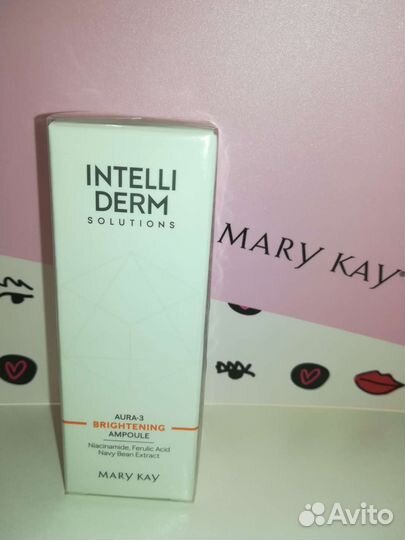 INTELLI
DERM
SOLUTIONS
AURA-3
BRIGHTENING
AMPOULE
Niacinamide, Ferulic Acid
Navy Bean Extract
MARY KAY
MARY KAY®
Avito